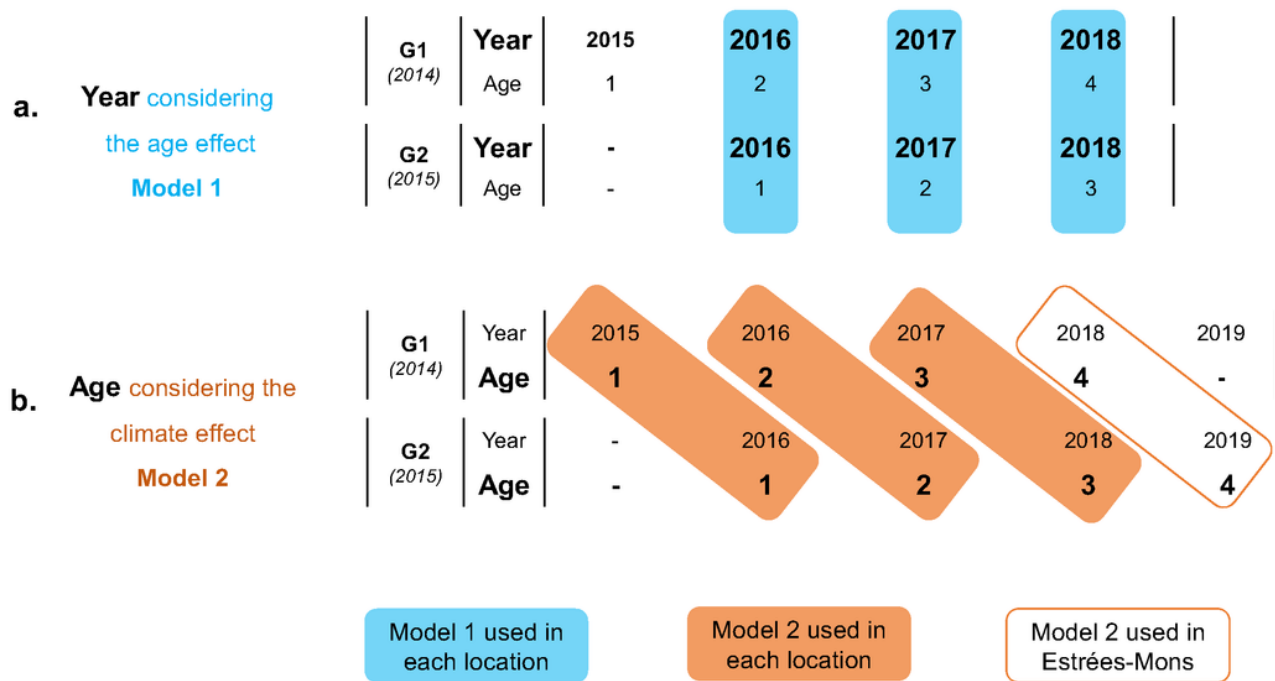 a.
Year considering
the age effect
Model 1
G1
(2014)
Year 2015 2016 2017 2018
Age 1 2 3 4
G2
(2015)
Year - 2016 2017 2018
Age - 1 2 3
b.
Age considering the
climate effect
Model 2
G1
(2014)
Year 2015 2016 2017 2018 2019
Age 1 2 3 4 -
G2
(2015)
Year - 2016 2017 2018 2019
Age - 1 2 3 4
Model 1 used in
each location
Model 2 used in
each location
Model 2 used in
Estrées-Mons